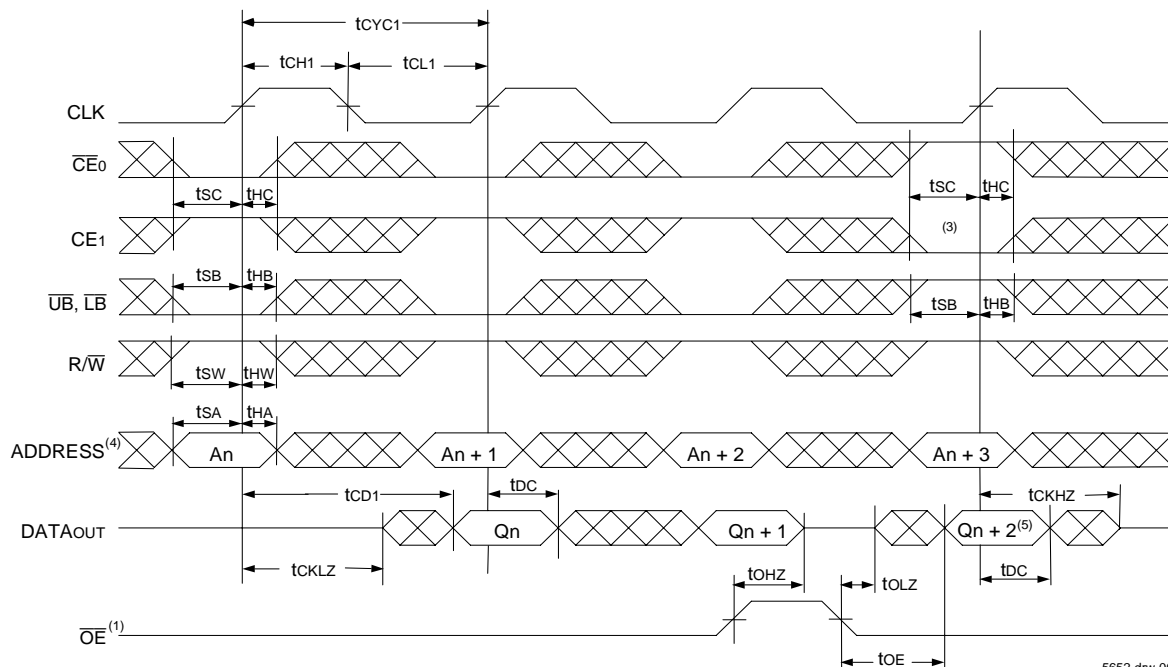 tCYC1
tCH1 tCL1
CLK
CE0
tSC tHC tSC tHC
CE1 (3)
tSB tHB
UB, LB tSB tHB
R/W
tSW tHW
tSA tHA
ADDRESS(4) An An + 1 An + 2 An + 3
tCD1 tDC tCKHZ
DATAOUT Qn Qn + 1 Qn + 2(5)
tCKLZ tOHZ tOLZ tDC
OE(1)
tOE